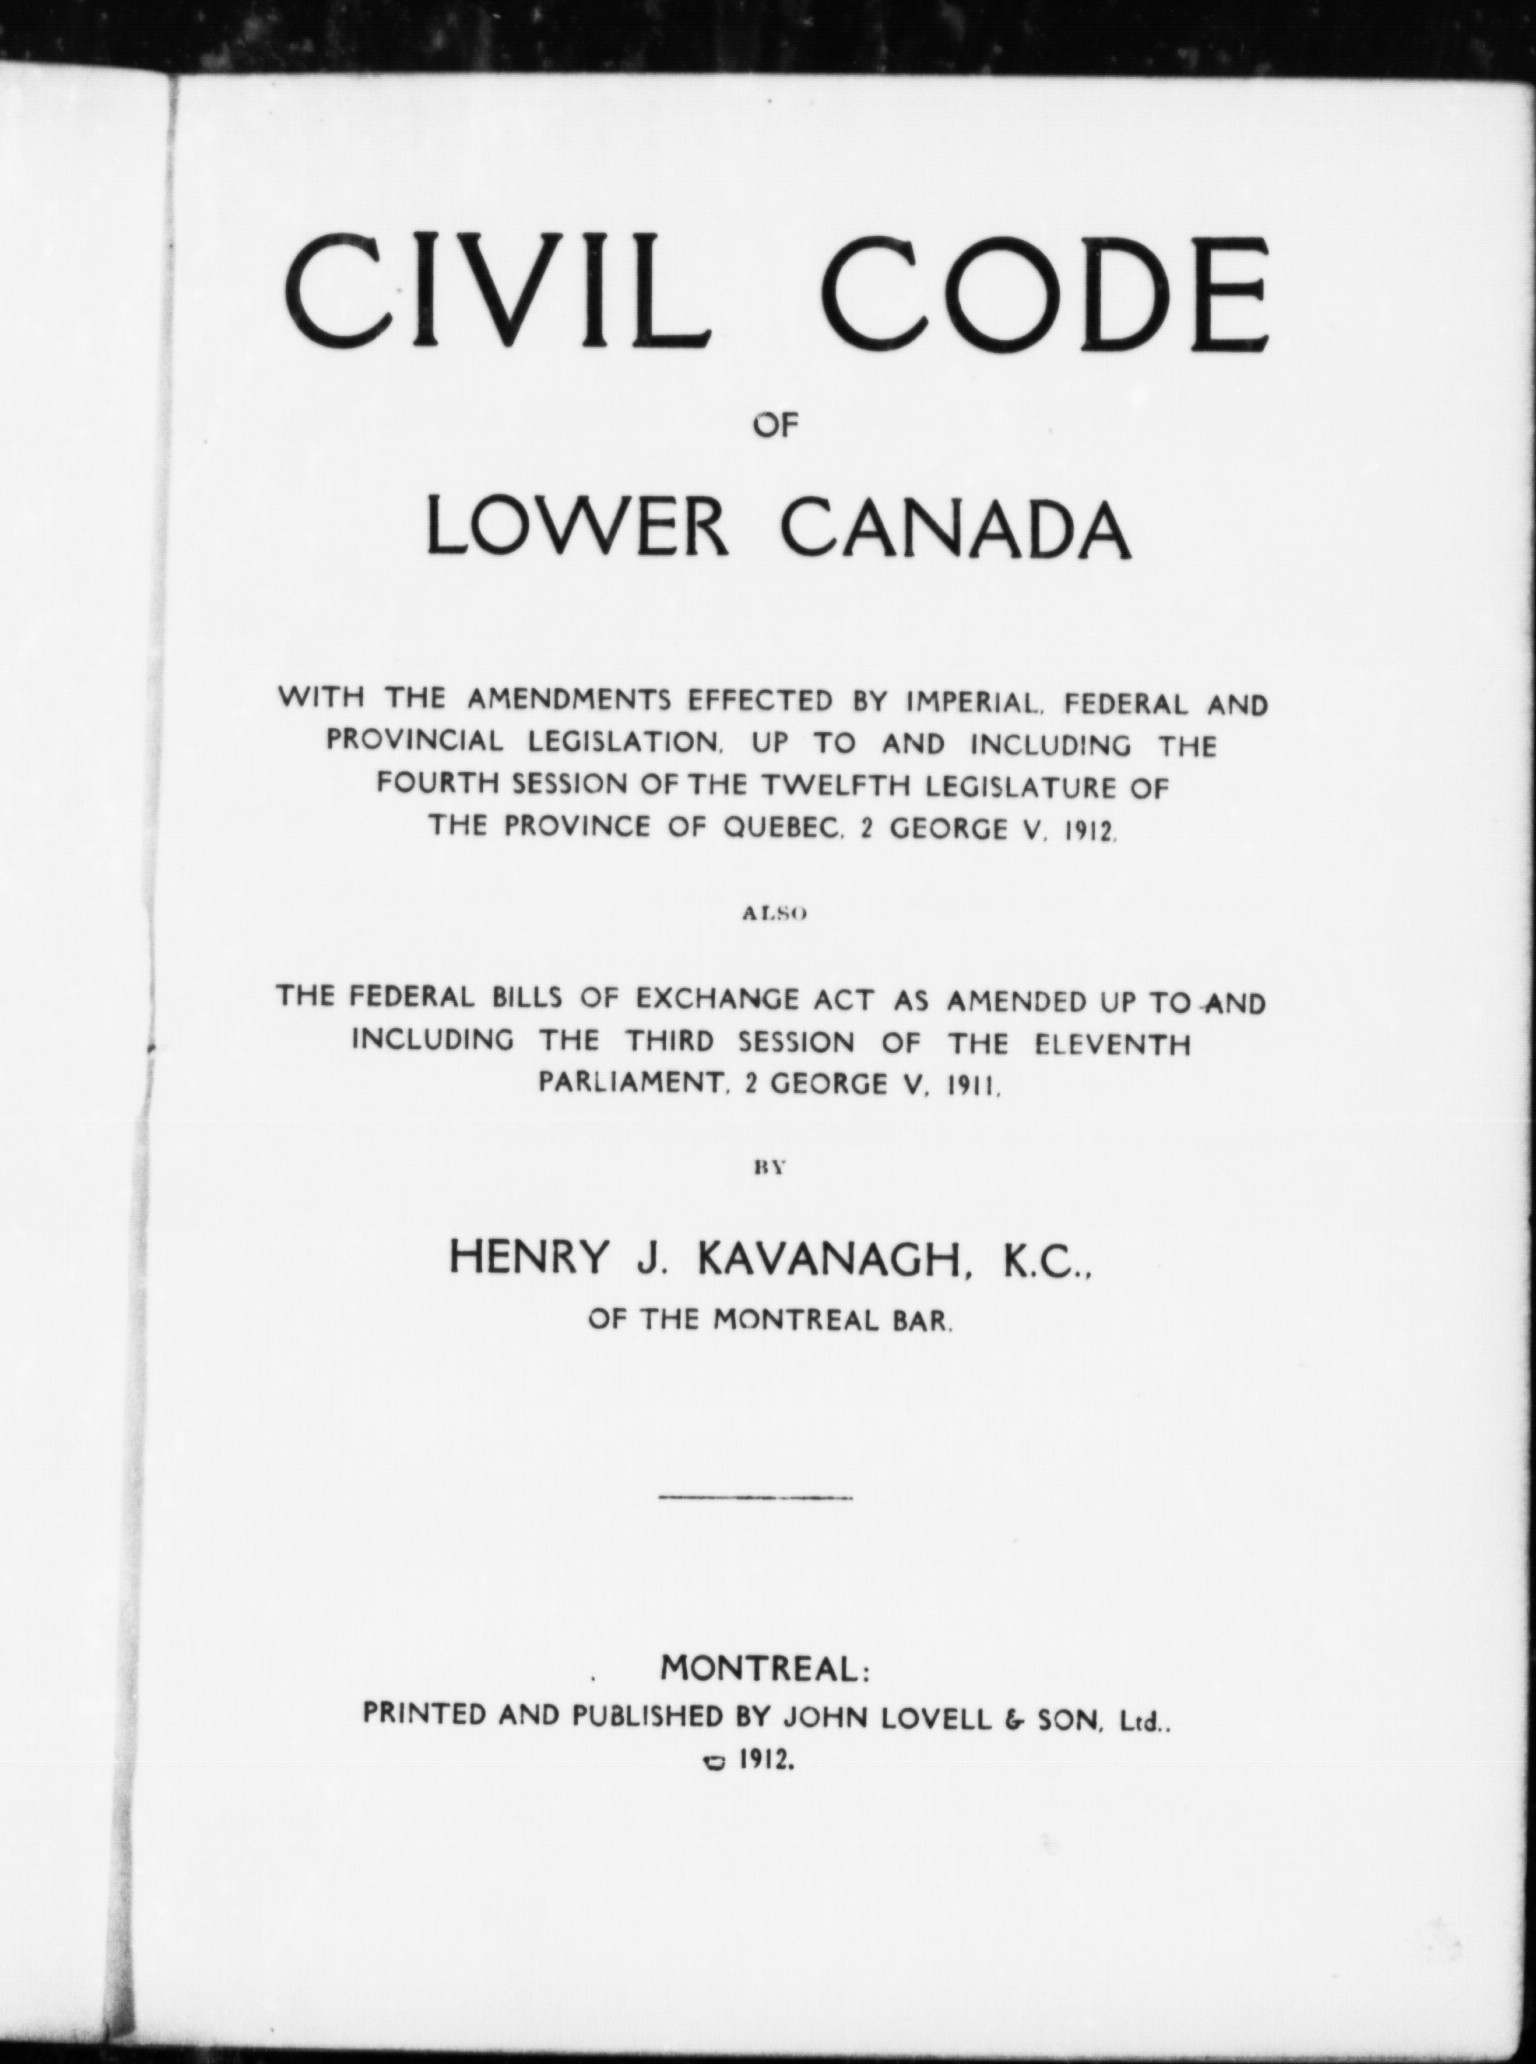 CIVIL CODE
OF
LOWER CANADA
WITH THE AMENDMENTS EFFECTED BY IMPERIAL, FEDERAL AND
PROVINCIAL LEGISLATION, UP TO AND INCLUDING THE
FOURTH SESSION OF THE TWELFTH LEGISLATURE OF
THE PROVINCE OF QUEBEC, 2 GEORGE V, 1912,
ALSO
THE FEDERAL BILLS OF EXCHANGE ACT AS AMENDED UP TO AND
INCLUDING THE THIRD SESSION OF THE ELEVENTH
PARLIAMENT, 2 GEORGE V, 1911,
BY
HENRY J. KAVANAGH, K.C.,
OF THE MONTREAL BAR.
MONTREAL:
PRINTED AND PUBLISHED BY JOHN LOVELL & SON, Ltd..
1912.